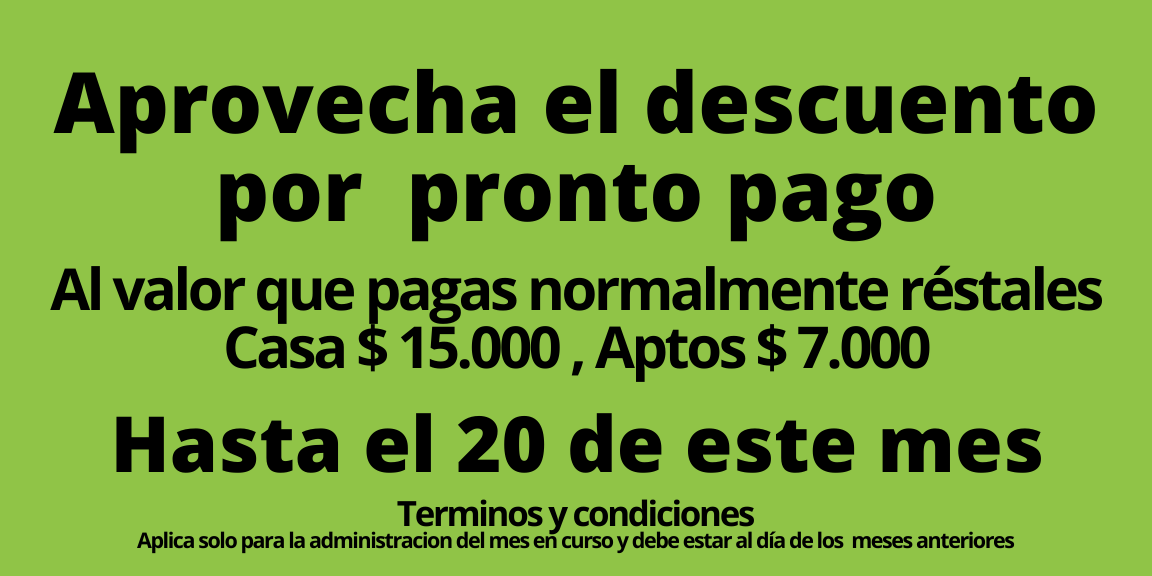 Aprovecha el descuento
por pronto pago
Al valor que pagas normalmente réstales
Casa $ 15.000 , Aptos $ 7.000
Hasta el 20 de este mes
Terminos y condiciones
Aplica solo para la administracion del mes en curso y debe estar al día de los meses anteriores